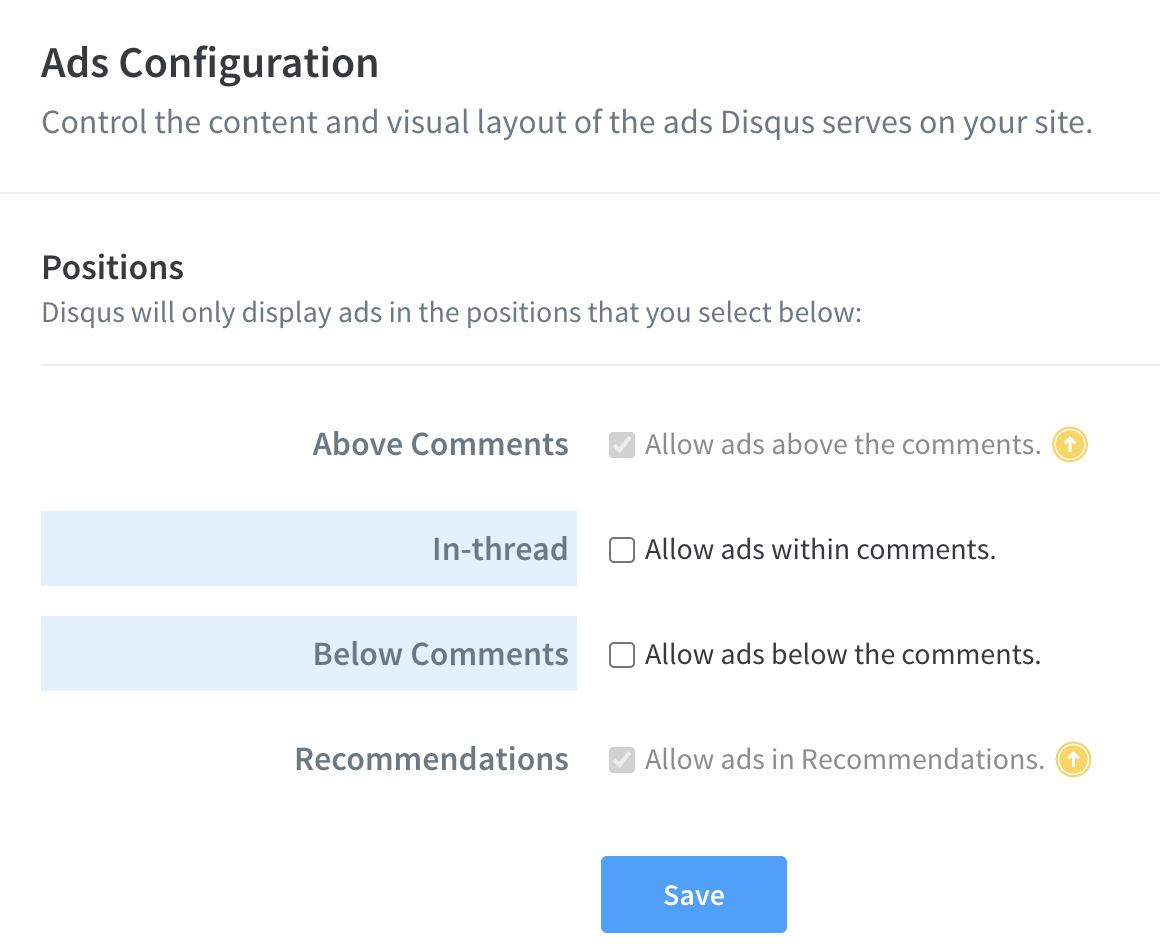 Ads Configuration
Control the content and visual layout of the ads Disqus serves on your site.
Positions
Disqus will only display ads in the positions that you select below:
Above Comments Allow ads above the comments.
In-thread Allow ads within comments.
Below Comments Allow ads below the comments.
Recommendations Allow ads in Recommendations.
Save